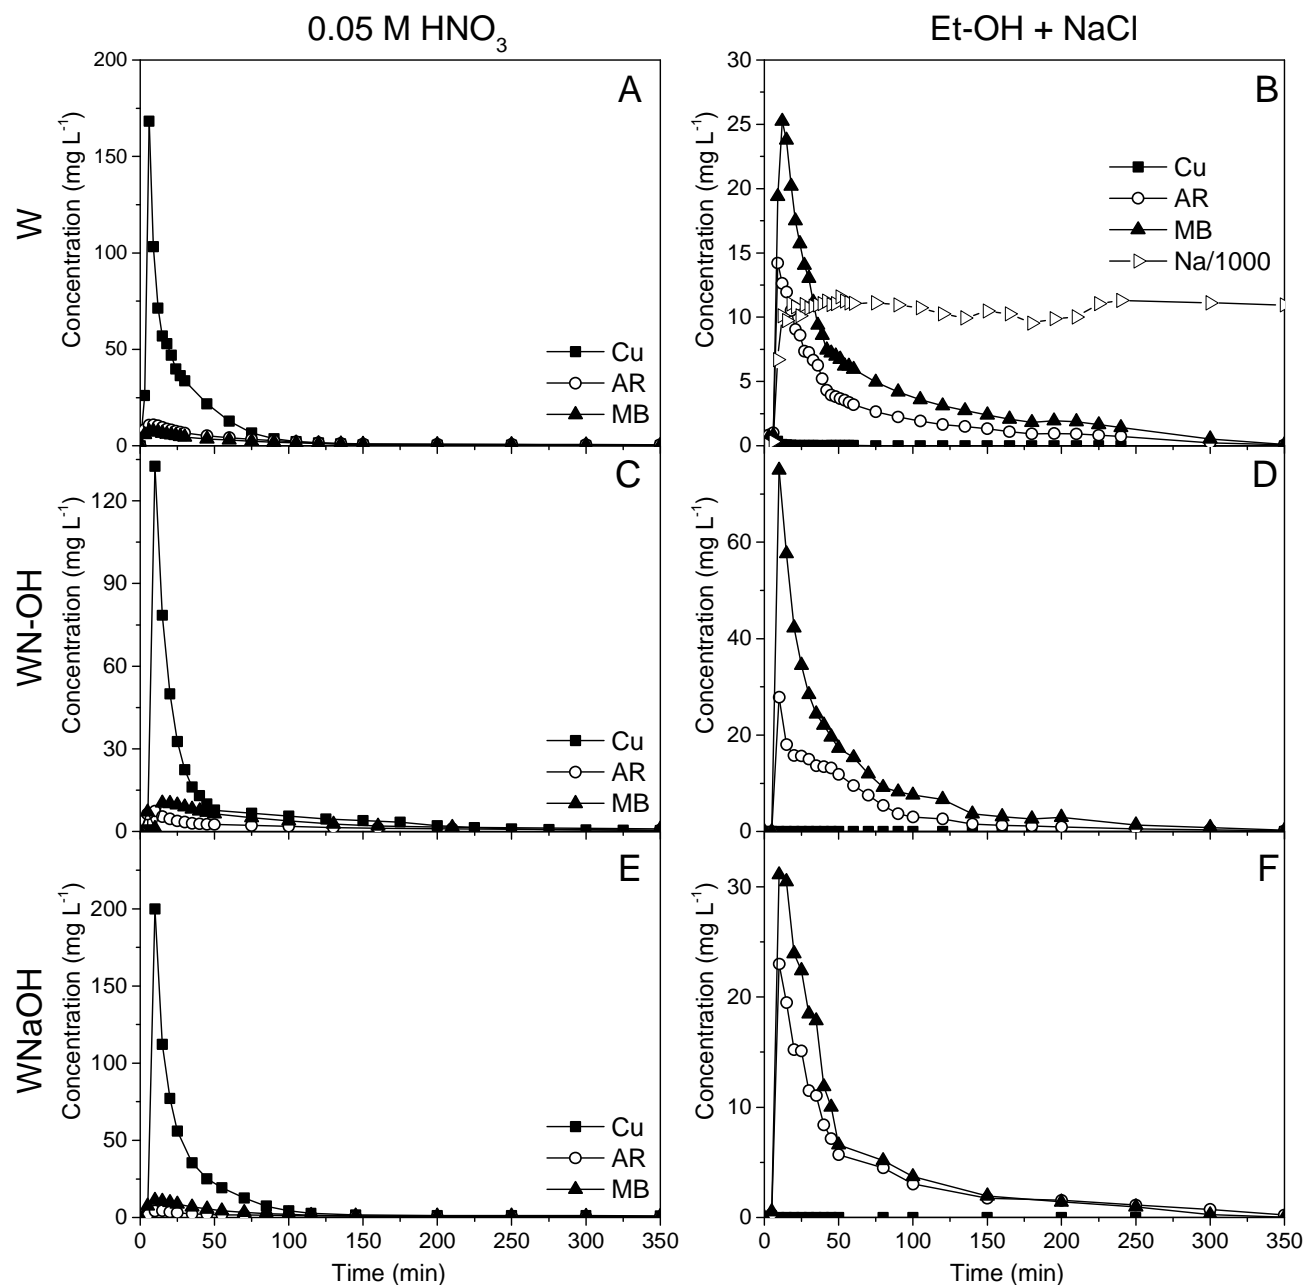 0.05 M HNO₃
Et-OH + NaCl
W
A
Concentration (mg L⁻¹)
200
150
100
50
0
Cu
AR
MB
B
Concentration (mg L⁻¹)
30
25
20
15
10
5
0
Cu
AR
MB
Na/1000
WN-OH
C
Concentration (mg L⁻¹)
120
90
60
30
0
Cu
AR
MB
D
Concentration (mg L⁻¹)
60
40
20
0
WNaOH
E
Concentration (mg L⁻¹)
200
150
100
50
0
Cu
AR
MB
0 50 100 150 200 250 300 350
Time (min)
F
Concentration (mg L⁻¹)
30
20
10
0
0 50 100 150 200 250 300 350
Time (min)